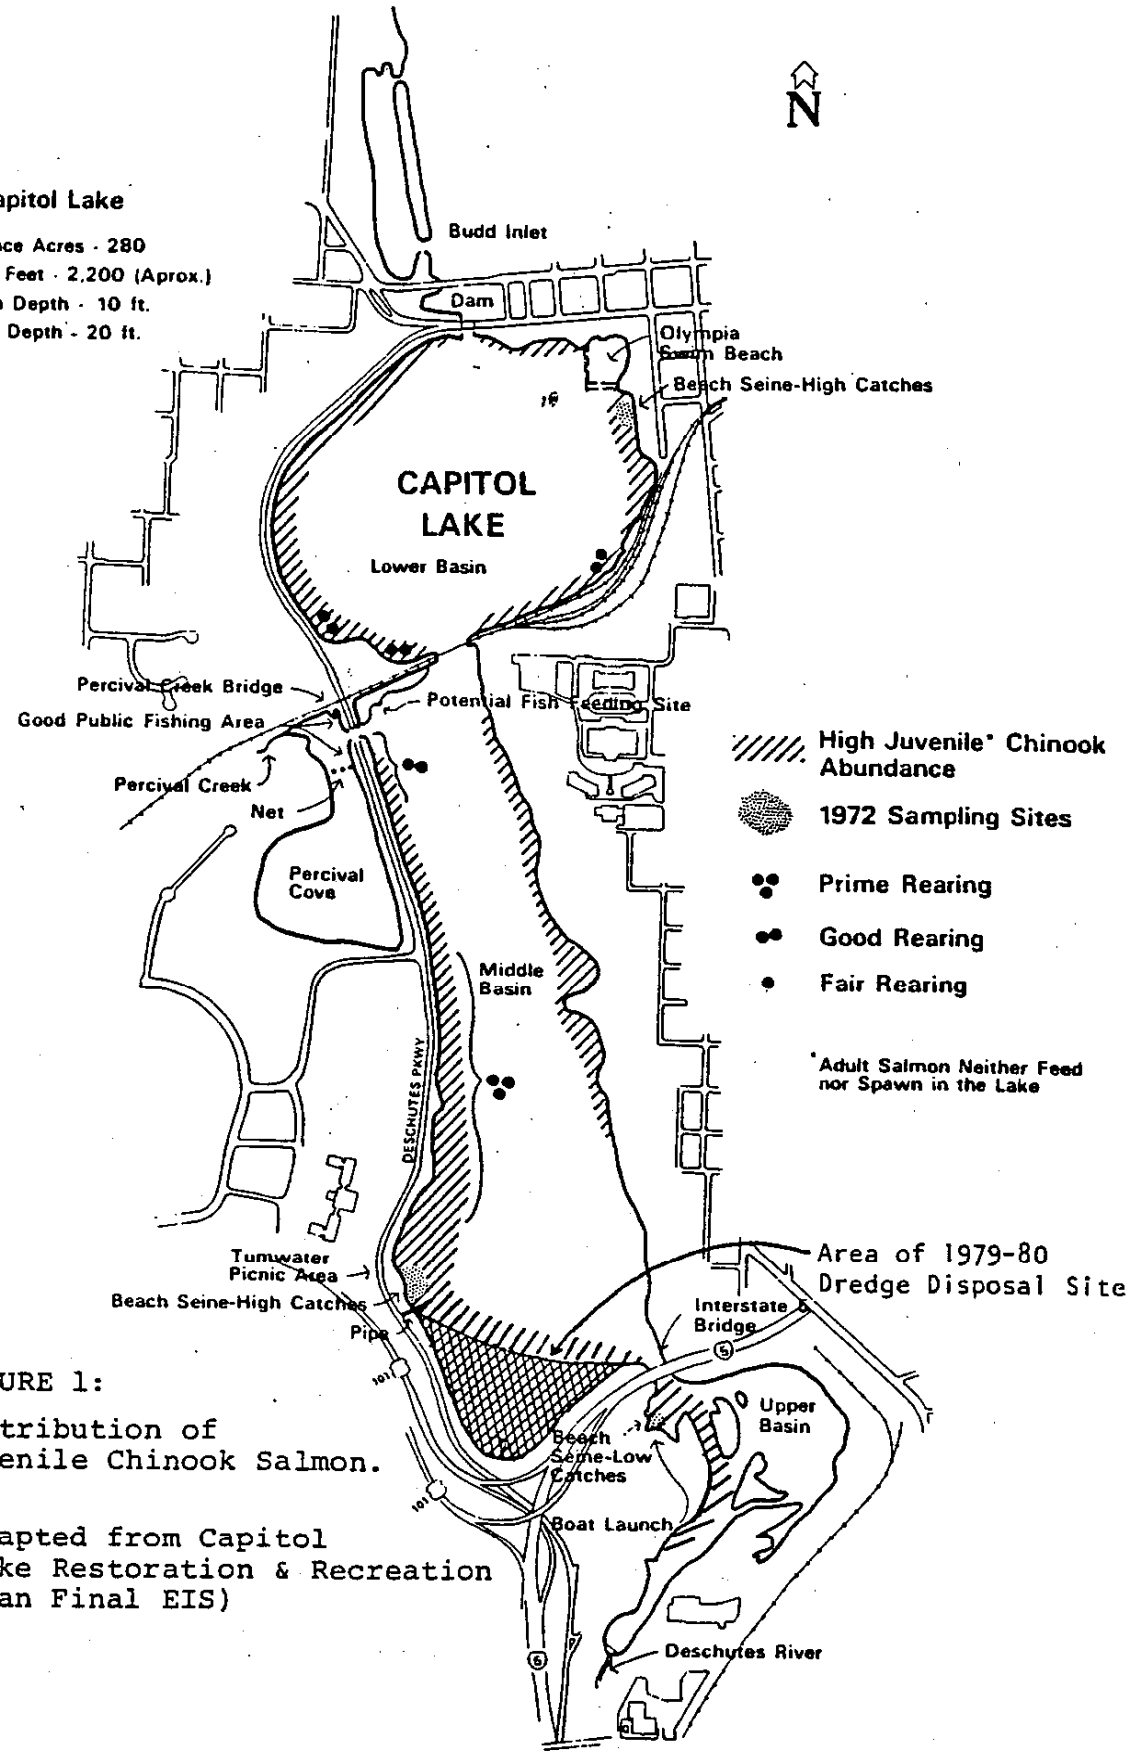 N
apitol Lake
ce Acres - 280
Feet - 2,200 (Aprox.)
Depth - 10 ft.
Depth - 20 ft.
Budd Inlet
Dam
Olympia
Swim Beach
Beach Seine-High Catches
CAPITOL
LAKE
Lower Basin
Percival Creek Bridge
Potential Fish Feeding Site
Good Public Fishing Area
Percival Creek
Net
Percival
Cove
High Juvenile* Chinook
Abundance
1972 Sampling Sites
Prime Rearing
Good Rearing
Fair Rearing
*Adult Salmon Neither Feed
nor Spawn in the Lake
Middle
Basin
DESCHUTES PKWY
Tumwater
Picnic Area
Beach Seine-High Catches
Pipe
Area of 1979-80
Dredge Disposal Site
Interstate
Bridge
5
101
101
Upper
Basin
Beach
Seine-Low
Catches
Boat Launch
Deschutes River
5
URE 1:
tribution of
enile Chinook Salmon.
apted from Capitol
ke Restoration & Recreation
an Final EIS)